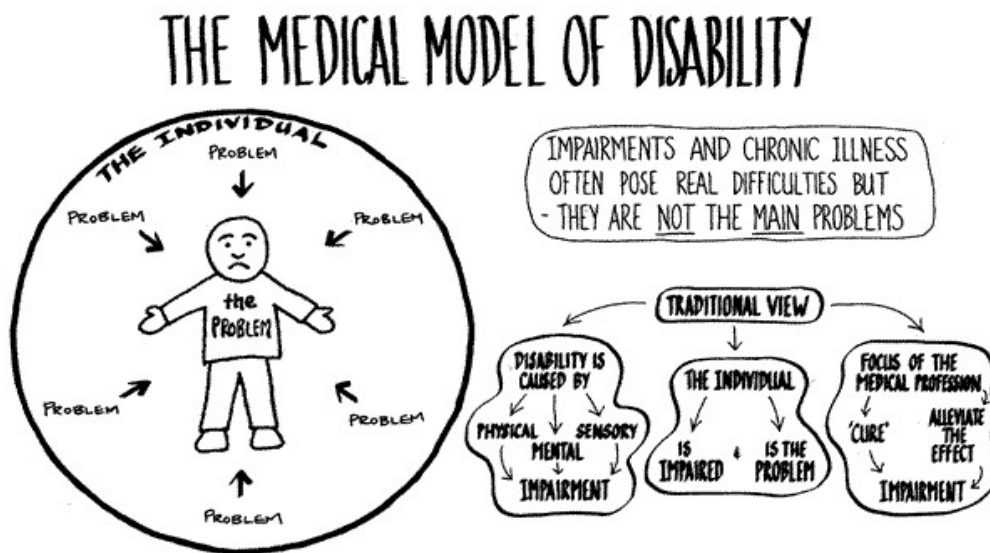 THE MEDICAL MODEL OF DISABILITY
THE INDIVIDUAL
PROBLEM
PROBLEM
PROBLEM
the
PROBLEM
PROBLEM
PROBLEM
PROBLEM
IMPAIRMENTS AND CHRONIC ILLNESS
OFTEN POSE REAL DIFFICULTIES BUT
- THEY ARE NOT THE MAIN PROBLEMS
TRADITIONAL VIEW
DISABILITY IS
CAUSED BY
PHYSICAL
MENTAL
SENSORY
IMPAIRMENT
THE INDIVIDUAL
IS
IMPAIRED
&
IS THE
PROBLEM
FOCUS OF THE
MEDICAL PROFESSION
'CURE'
ALLEVIATE
THE
EFFECT
IMPAIRMENT